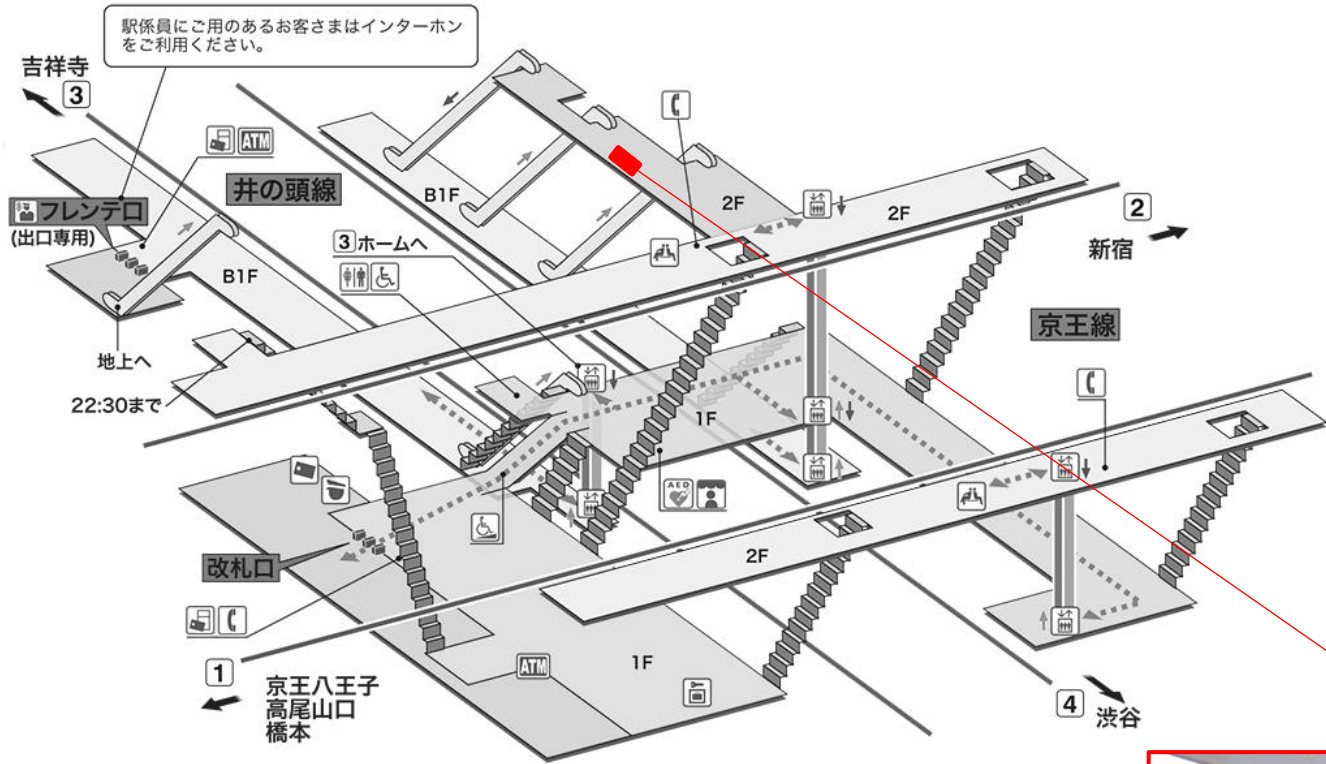 駅係員にご用のあるお客さまはインターホン
をご利用ください。
吉祥寺
3
ATM
井の頭線
フレンテ口
(出口専用)
B1F
B1F
2F
2F
2
新宿
3 ホームへ
京王線
地上へ
22:30まで
1F
AED
改札口
2F
1F
ATM
1
京王八王子
高尾山口
橋本
4
渋谷